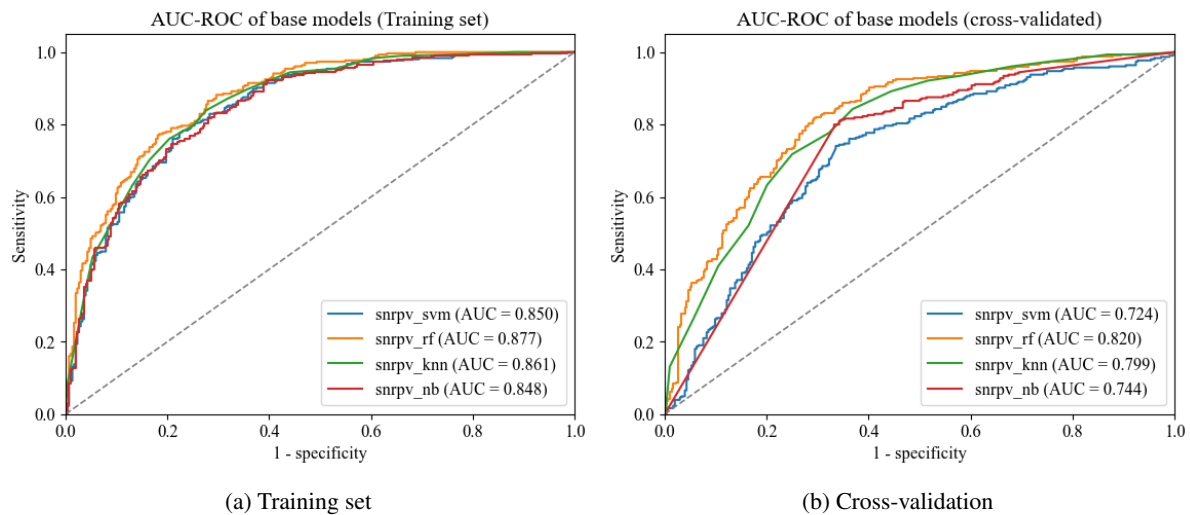 AUC-ROC of base models (Training set)
1.0
0.8
0.6
0.4
0.2
0.0
Sensitivity
0.0 0.2 0.4 0.6 0.8 1.0
1 - specificity
snrpv_svm (AUC = 0.850)
snrpv_rf (AUC = 0.877)
snrpv_knn (AUC = 0.861)
snrpv_nb (AUC = 0.848)
(a) Training set
AUC-ROC of base models (cross-validated)
1.0
0.8
0.6
0.4
0.2
0.0
Sensitivity
0.0 0.2 0.4 0.6 0.8 1.0
1 - specificity
snrpv_svm (AUC = 0.724)
snrpv_rf (AUC = 0.820)
snrpv_knn (AUC = 0.799)
snrpv_nb (AUC = 0.744)
(b) Cross-validation